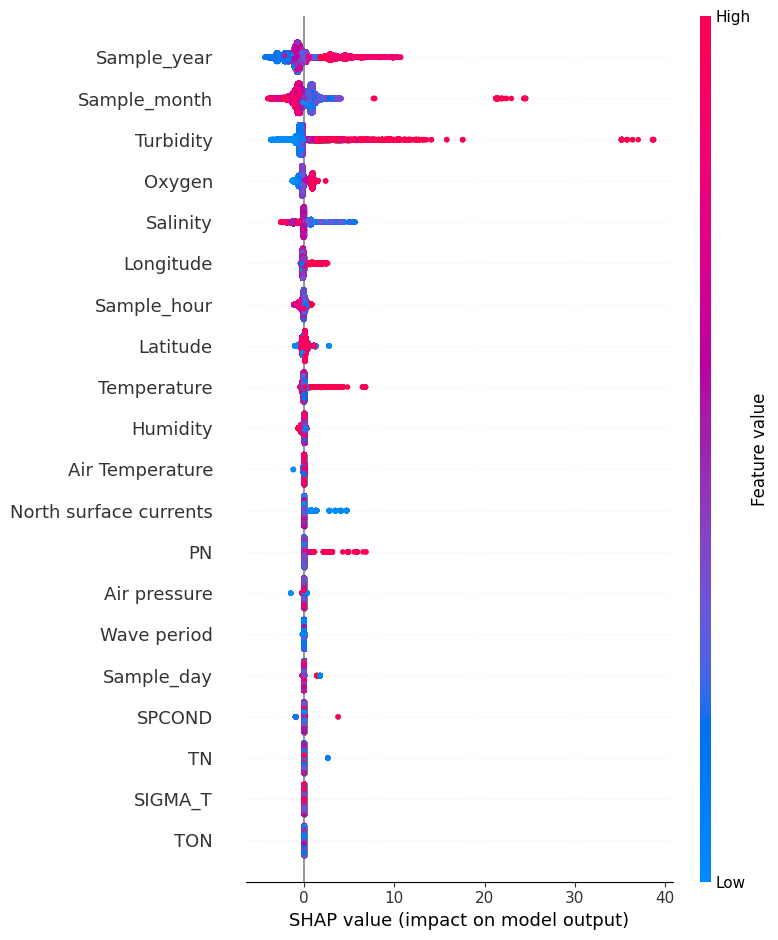 High
Sample_year
Sample_month
Turbidity
Oxygen
Salinity
Longitude
Sample_hour
Latitude
Temperature
Humidity
Air Temperature
North surface currents
PN
Air pressure
Wave period
Sample_day
SPCOND
TN
SIGMA_T
TON
Feature value
Low
0 10 20 30 40
SHAP value (impact on model output)